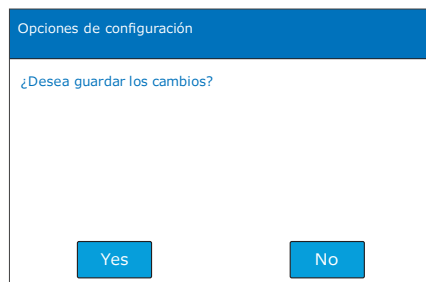 Opciones de configuración
¿Desea guardar los cambios?
Yes
No